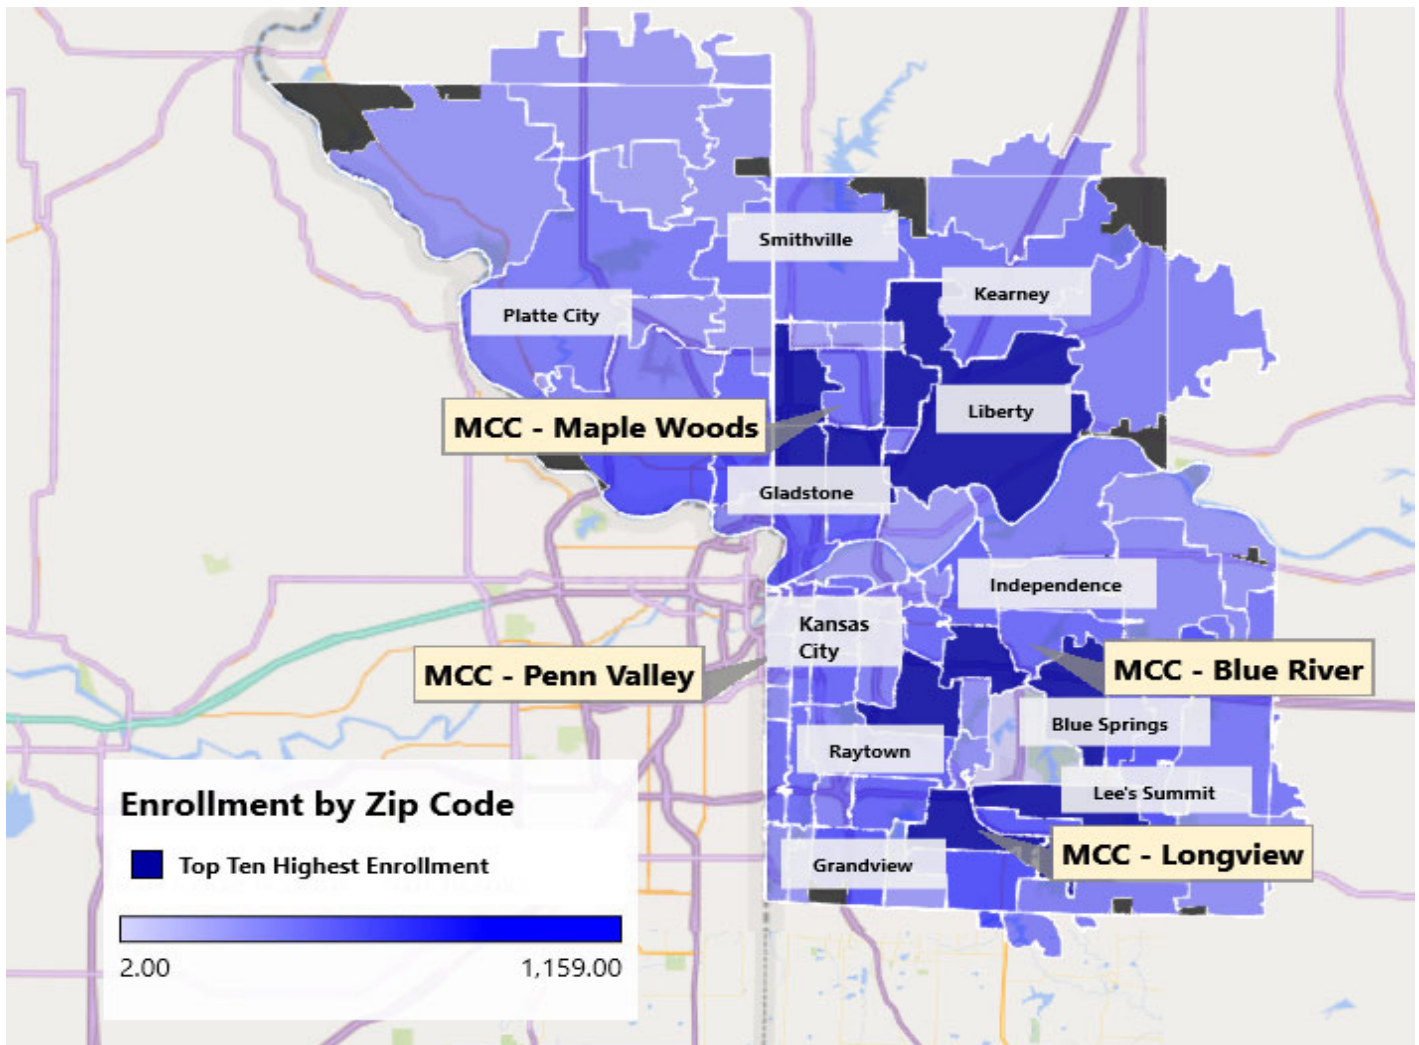 Smithville
Kearney
Platte City
Liberty
MCC - Maple Woods
Gladstone
Independence
Kansas
City
MCC - Penn Valley
MCC - Blue River
Blue Springs
Raytown
Lee's Summit
MCC - Longview
Grandview
Enrollment by Zip Code
Top Ten Highest Enrollment
2.00
1,159.00